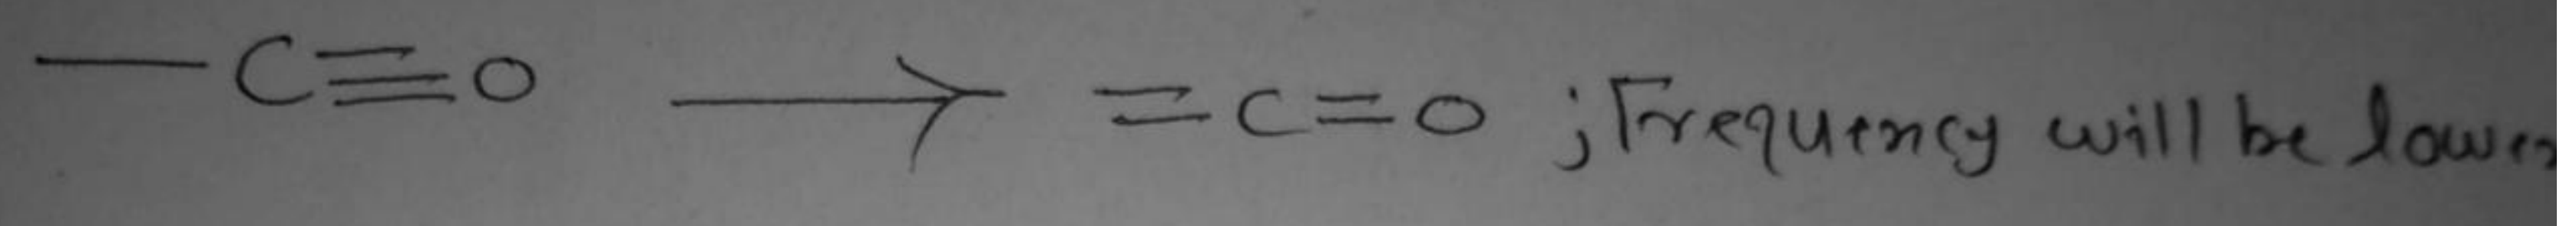 —C≡O → =C=O ; Frequency will be lower